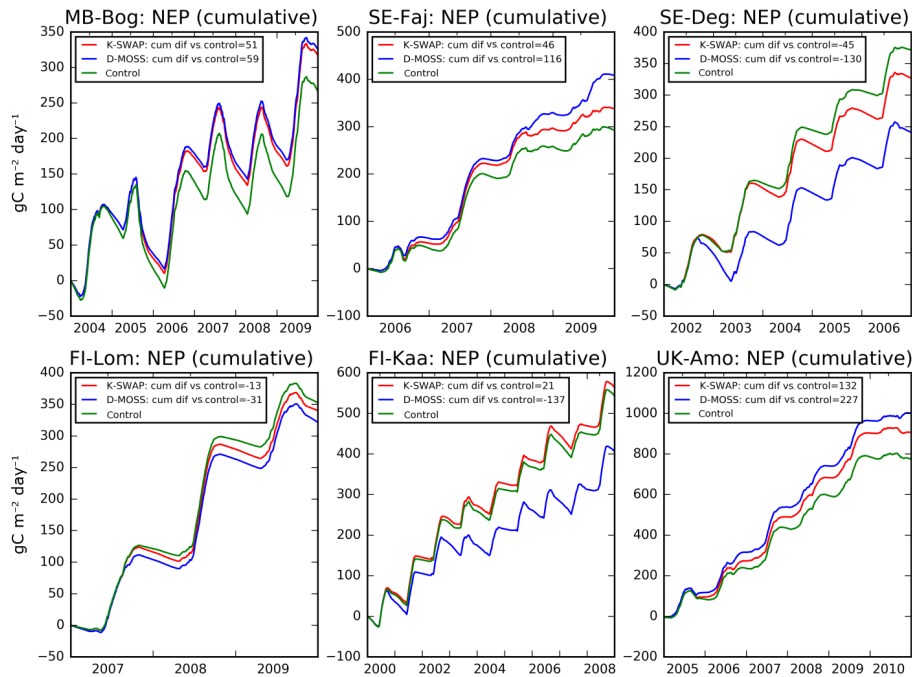 MB-Bog: NEP (cumulative)
SE-Faj: NEP (cumulative)
SE-Deg: NEP (cumulative)
gC m⁻² day⁻¹
350
300
250
200
150
100
50
0
−50
K-SWAP: cum dif vs control=51
D-MOSS: cum dif vs control=59
Control
2004 2005 2006 2007 2008 2009
500
400
300
200
100
0
−100
K-SWAP: cum dif vs control=46
D-MOSS: cum dif vs control=116
Control
2006 2007 2008 2009
400
350
300
250
200
150
100
50
0
−50
K-SWAP: cum dif vs control=-45
D-MOSS: cum dif vs control=-130
Control
2002 2003 2004 2005 2006
FI-Lom: NEP (cumulative)
FI-Kaa: NEP (cumulative)
UK-Amo: NEP (cumulative)
gC m⁻² day⁻¹
400
350
300
250
200
150
100
50
0
−50
K-SWAP: cum dif vs control=-13
D-MOSS: cum dif vs control=-31
Control
2007 2008 2009
600
500
400
300
200
100
0
−100
K-SWAP: cum dif vs control=21
D-MOSS: cum dif vs control=-137
Control
2000 2001 2002 2003 2004 2005 2006 2007 2008
1200
1000
800
600
400
200
0
−200
K-SWAP: cum dif vs control=132
D-MOSS: cum dif vs control=227
Control
2005 2006 2007 2008 2009 2010